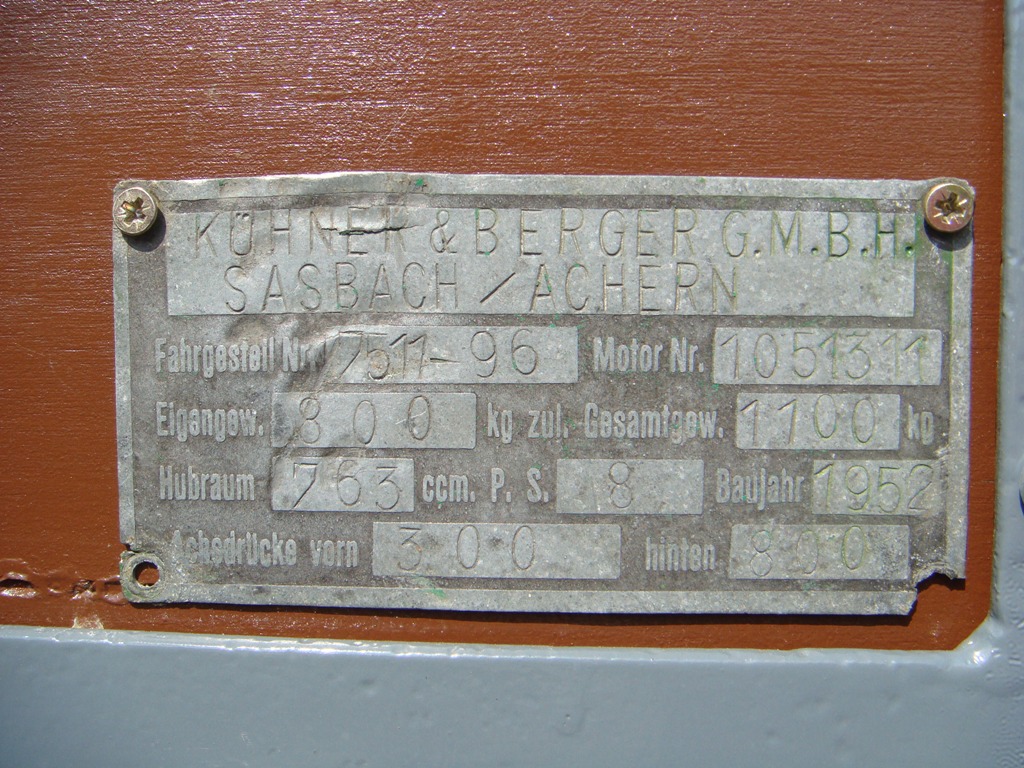 KÜHNER & BERGER G.M.B.H.
SASBACH / ACHERN
Fahrgestell Nr. 7511-96 Motor Nr. 1051311
Eigengew. 800 kg zul. Gesamtgew. 1100 kg
Hubraum 763 ccm. P. S. 8 Baujahr 1952
Achsdrücke vorn 300 hinten 800